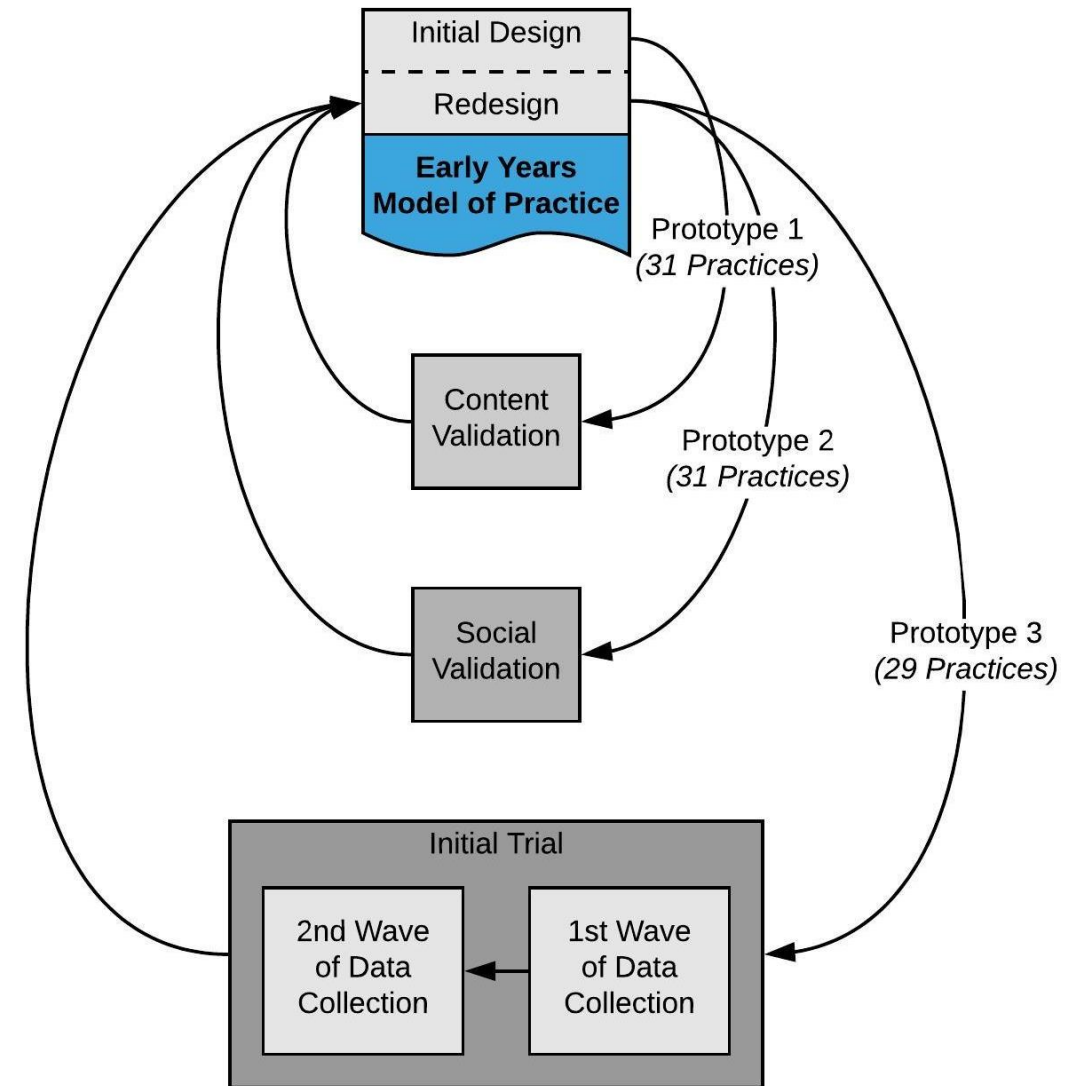 Initial Design
Redesign
Early Years
Model of Practice
Prototype 1
(31 Practices)
Content
Validation
Prototype 2
(31 Practices)
Social
Validation
Prototype 3
(29 Practices)
Initial Trial
2nd Wave
of Data
Collection
1st Wave
of Data
Collection